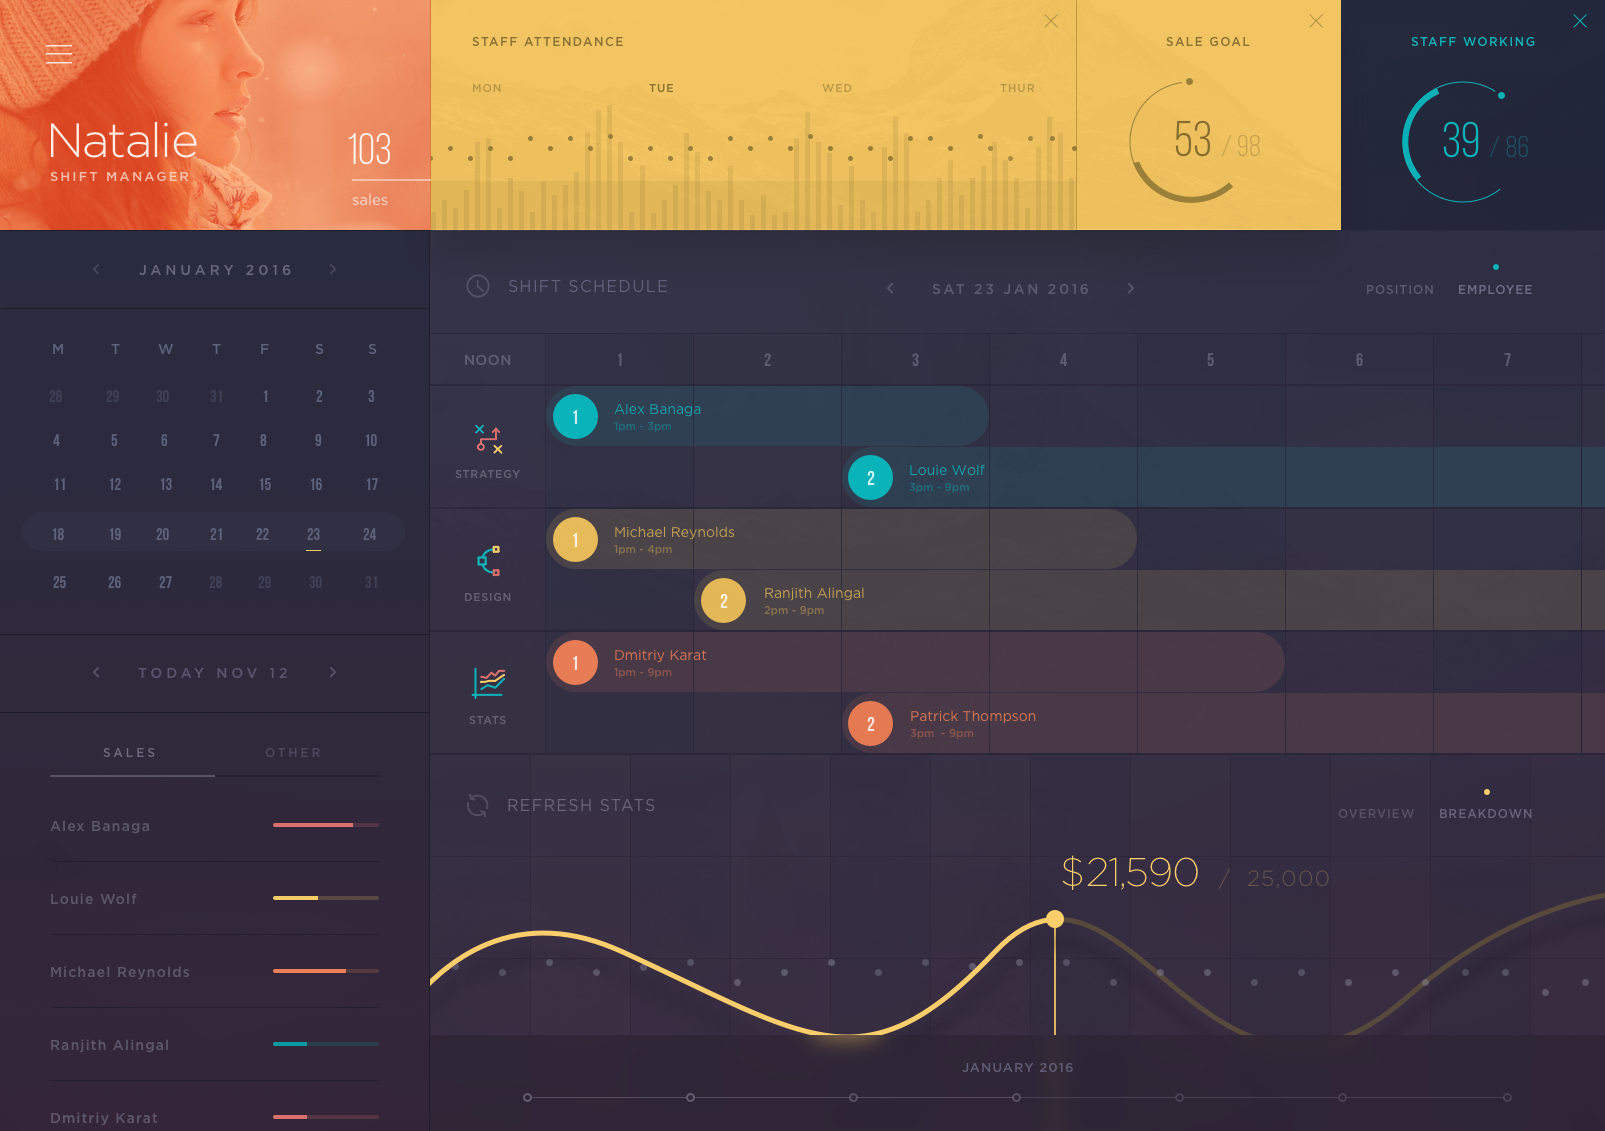 Natalie
SHIFT MANAGER
103
sales
STAFF ATTENDANCE
MON TUE WED THUR
SALE GOAL
53 / 98
STAFF WORKING
39 / 86
JANUARY 2016
M T W T F S S
28 29 30 31 1 2 3
4 5 6 7 8 9 10
11 12 13 14 15 16 17
18 19 20 21 22 23 24
25 26 27 28 29 30 31
TODAY NOV 12
SALES OTHER
Alex Banaga
Louie Wolf
Michael Reynolds
Ranjith Alingal
Dmitriy Karat
SHIFT SCHEDULE
SAT 23 JAN 2016
POSITION EMPLOYEE
NOON 1 2 3 4 5 6 7
STRATEGY
1 Alex Banaga
1pm - 3pm
2 Louie Wolf
3pm - 9pm
DESIGN
1 Michael Reynolds
1pm - 4pm
2 Ranjith Alingal
2pm - 9pm
STATS
1 Dmitriy Karat
1pm - 9pm
2 Patrick Thompson
3pm - 9pm
REFRESH STATS
OVERVIEW BREAKDOWN
$21,590 / 25,000
JANUARY 2016